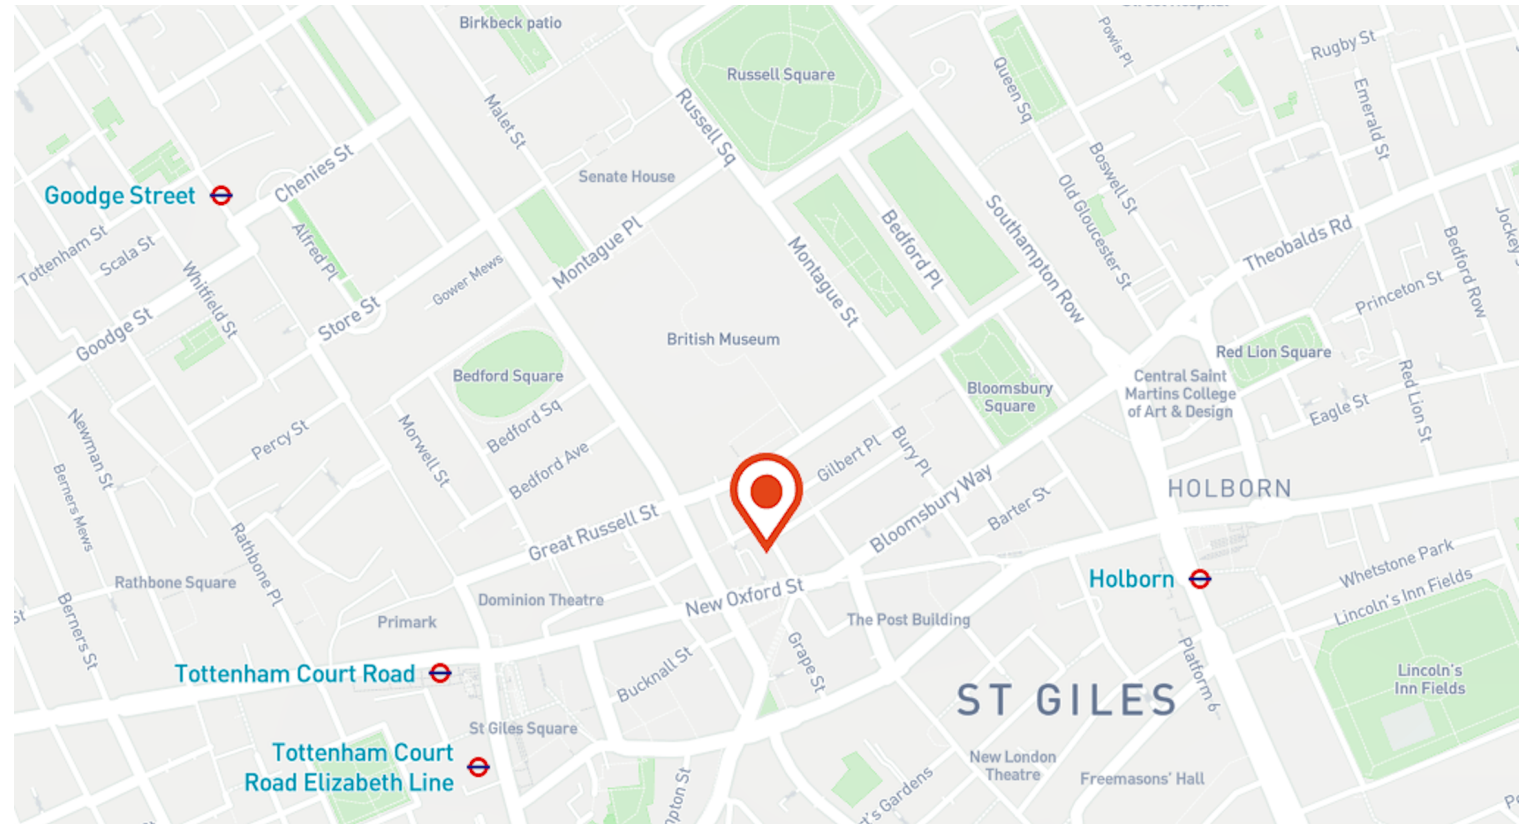 Birkbeck patio
Russell Square
Powis Pl
Rugby St
Queen Sq
Malet St
Russell Sq
Emerald St
Chenies St
Senate House
Boswell St
Goodge Street
Old Gloucester St
Southampton Row
Theobalds Rd
Tottenham St
Scala St
Alfred Pl
Whitfield St
Montague Pl
Gower Mews
Montague St
Bedford Pl
Bedford Row
Princeton St
Goodge St
Store St
British Museum
Red Lion Square
Bedford Square
Central Saint
Martins College
of Art & Design
Bloomsbury
Square
Red Lion St
Eagle St
Newman St
Percy St
Morwell St
Bedford Sq
Bedford Ave
Gilbert Pl
Bury Pl
HOLBORN
Berners Mews
Great Russell St
Bloomsbury Way
Barter St
Rathbone Pl
Rathbone Square
Berners St
Dominion Theatre
New Oxford St
Holborn
Whetstone Park
Lincoln's Inn Fields
The Post Building
Primark
St
Tottenham Court Road
Bucknall St
Grape St
Platform 6
Lincoln's
Inn Fields
ST GILES
St Giles Square
Tottenham Court
Road Elizabeth Line
New London
Theatre
Freemasons' Hall